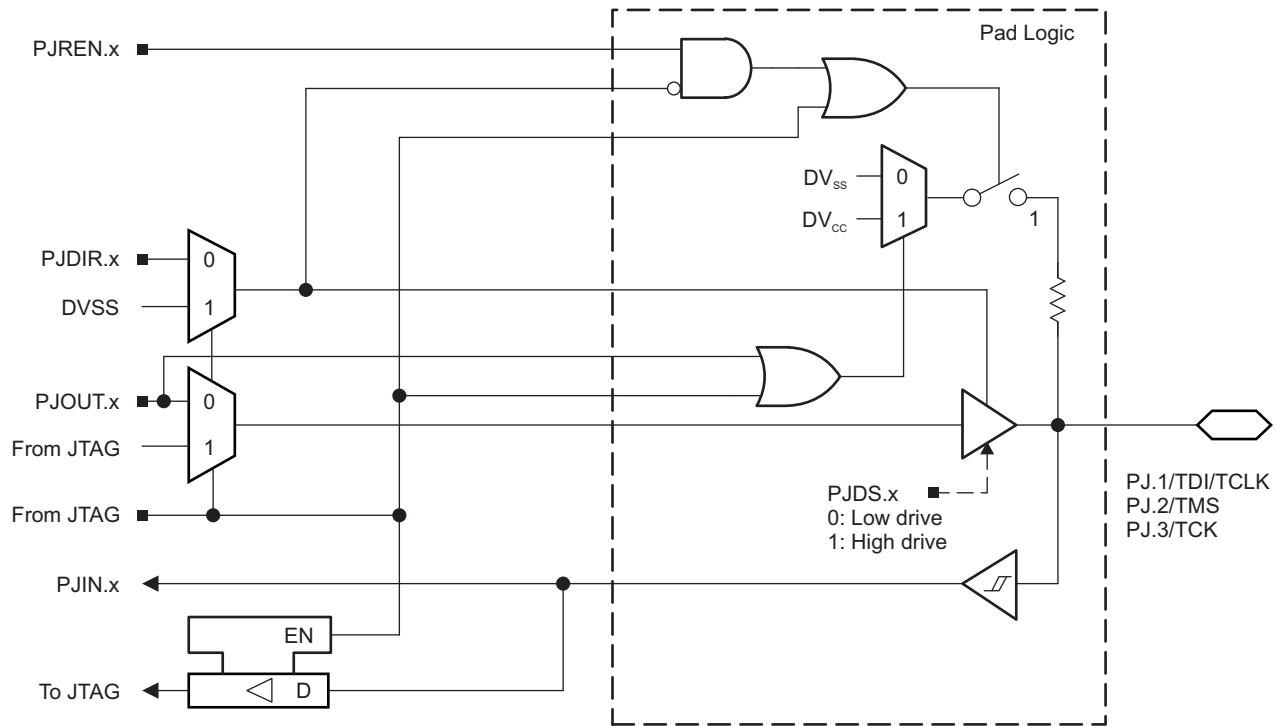 Pad Logic
PJREN.x
DVSS 0
DVCC 1
1
PJDIR.x 0
DVSS 1
PJOUT.x 0
From JTAG 1
From JTAG
PJDS.x
0: Low drive
1: High drive
PJ.1/TDI/TCLK
PJ.2/TMS
PJ.3/TCK
PJIN.x
EN
To JTAG D